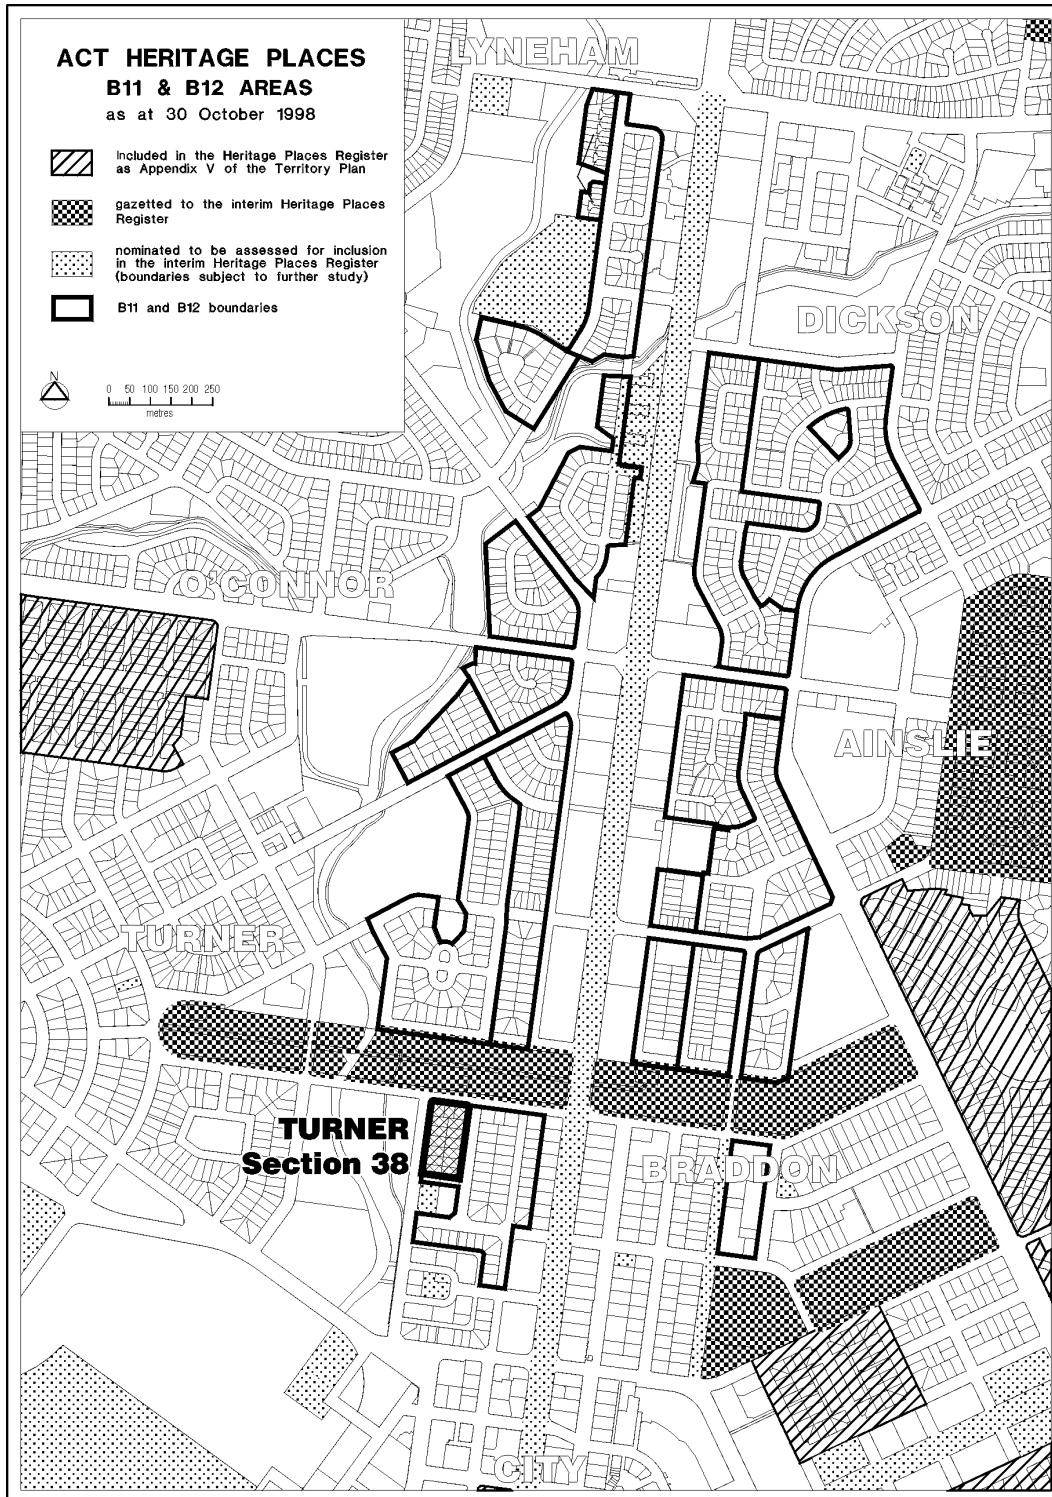 ACT HERITAGE PLACES
B11 & B12 AREAS
as at 30 October 1998
Included in the Heritage Places Register
as Appendix V of the Territory Plan
gazetted to the interim Heritage Places
Register
nominated to be assessed for inclusion
in the interim Heritage Places Register
(boundaries subject to further study)
B11 and B12 boundaries
N
0 50 100 150 200 250
metres
LYNEHAM
DICKSON
O'CONNOR
AINSLIE
TURNER
TURNER
Section 38
BRADDON
CITY